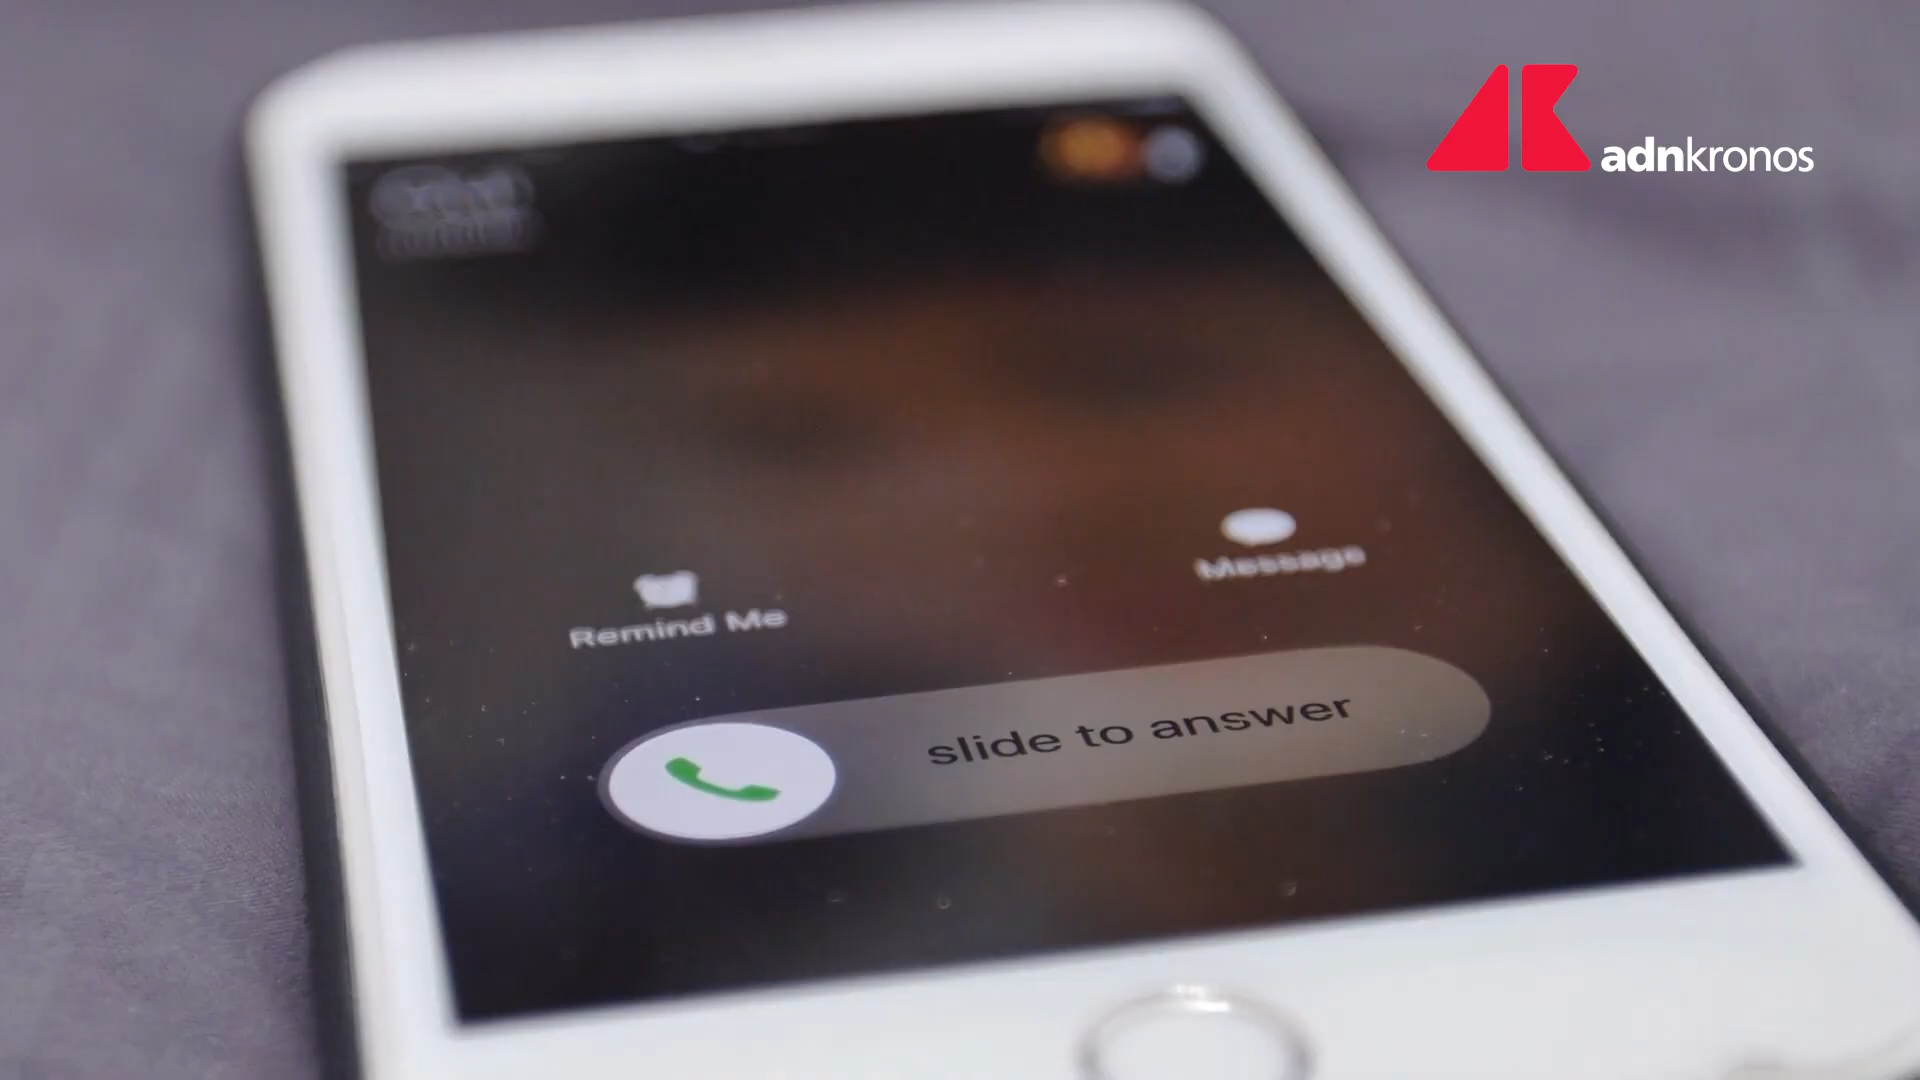 adnkronos
Message
Remind Me
slide to answer